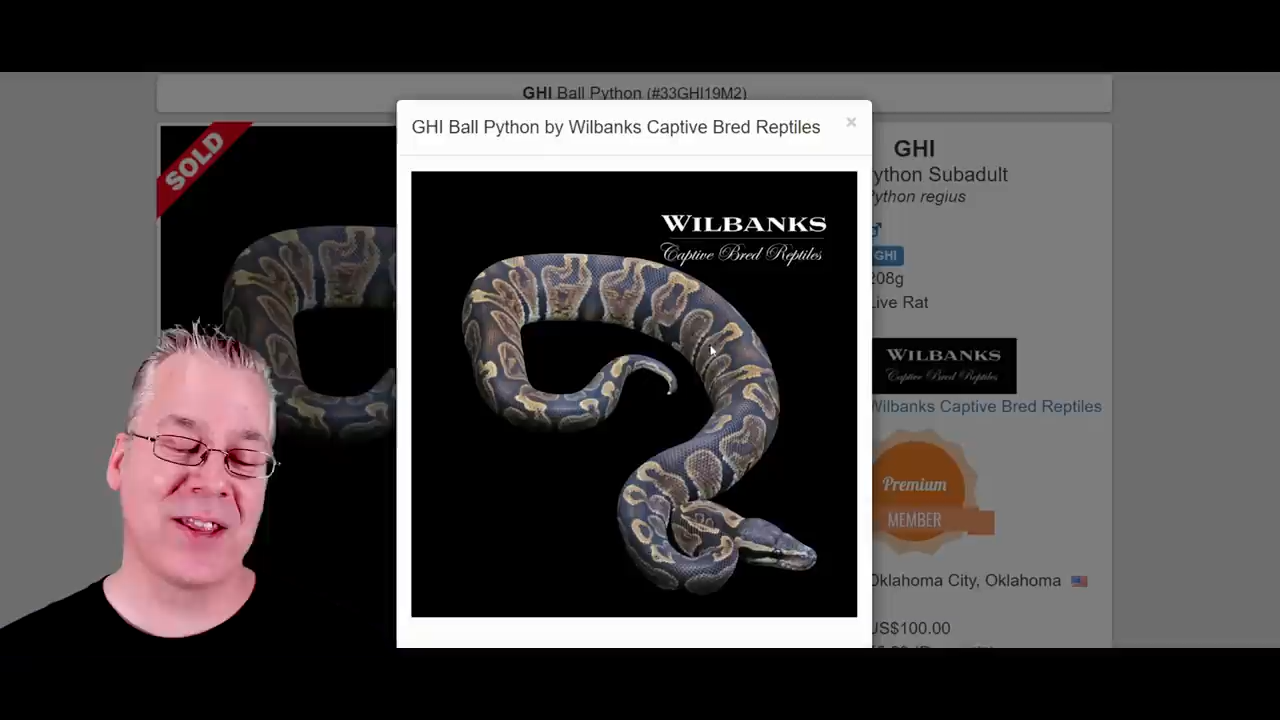 GHI Ball Python (#33GHI19M2)
GHI Ball Python by Wilbanks Captive Bred Reptiles
×
SOLD
WILBANKS
Captive Bred Reptiles
GHI
ython Subadult
Python regius
GHI
208g
Live Rat
WILBANKS
Captive Bred Reptiles
Wilbanks Captive Bred Reptiles
Premium
MEMBER
Oklahoma City, Oklahoma
US$100.00